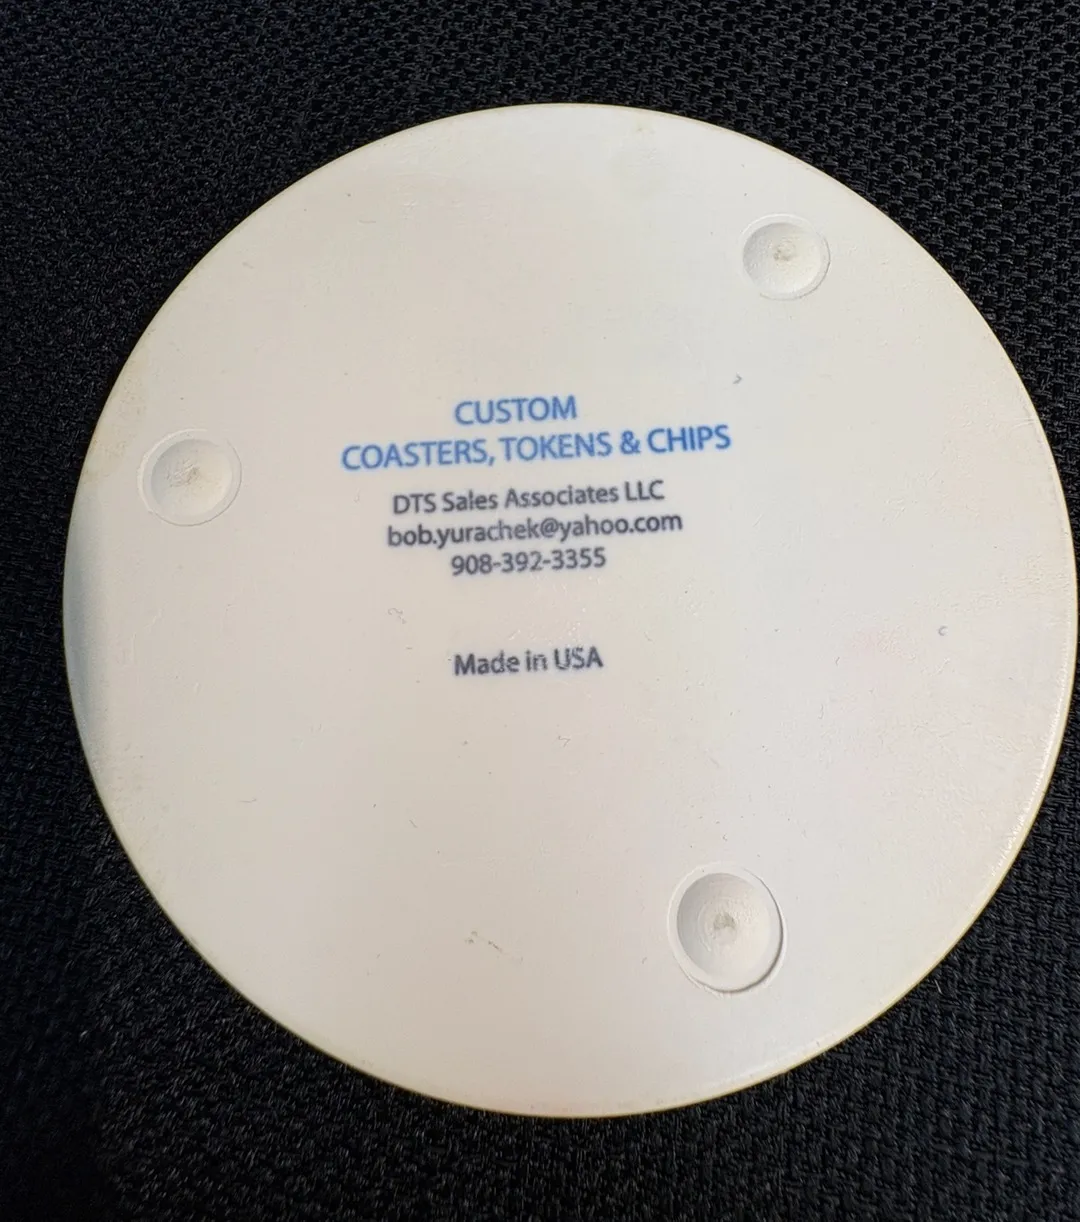 CUSTOM
COASTERS, TOKENS & CHIPS
DTS Sales Associates LLC
bob.yurachek@yahoo.com
908-392-3355
Made in USA